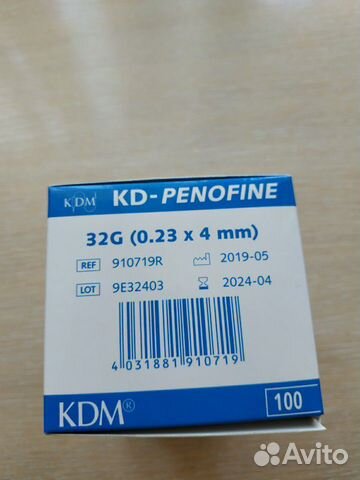 KDM KD-PENOFINE
32G (0.23 x 4 mm)
REF 910719R 2019-05
LOT 9E32403 2024-04
4 031881 910719
KDM® 100
Avito